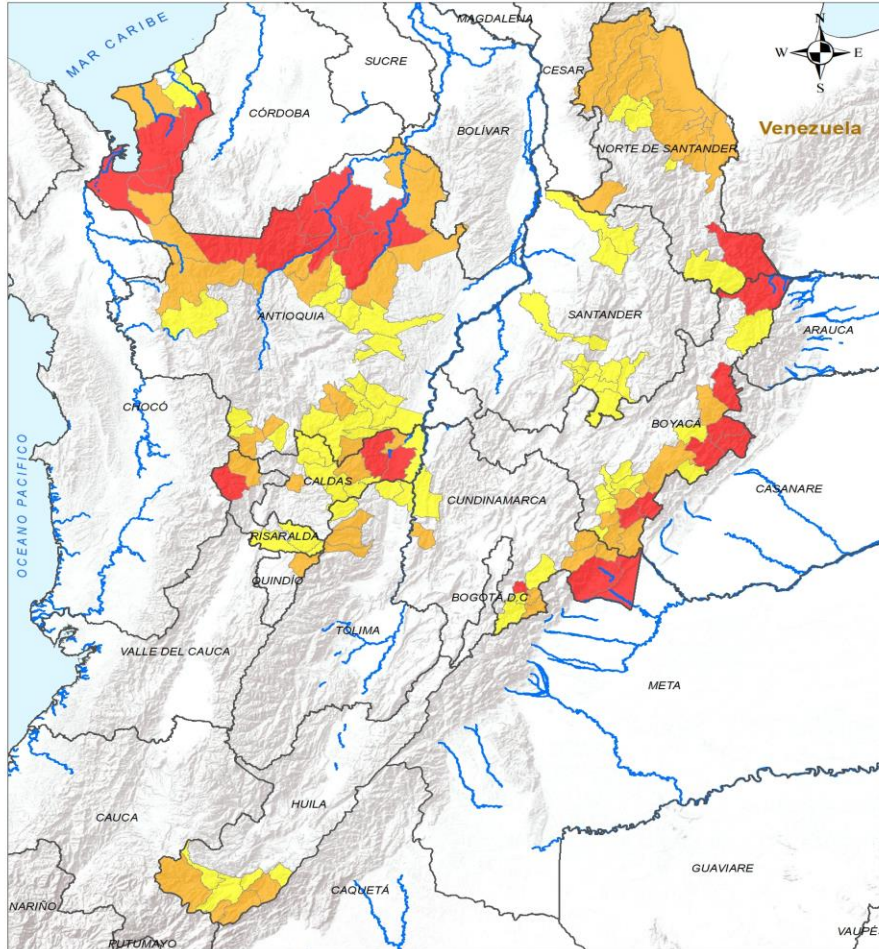 MAGDALENA
MAR CARIBE
N
W E
S
SUCRE
CESAR
CÓRDOBA
BOLÍVAR
Venezuela
NORTE DE SANTANDER
ANTIOQUIA
SANTANDER
ARAUCA
CHOCÓ
BOYACÁ
OCEANO PACIFICO
CALDAS
CUNDINAMARCA
CASANARE
RISARALDA
QUINDÍO
BOGOTÁ D.C
TOLIMA
VALLE DEL CAUCA
META
HUILA
CAUCA
GUAVIARE
CAQUETÁ
NARIÑO
PUTUMAYO
VAUPÉ